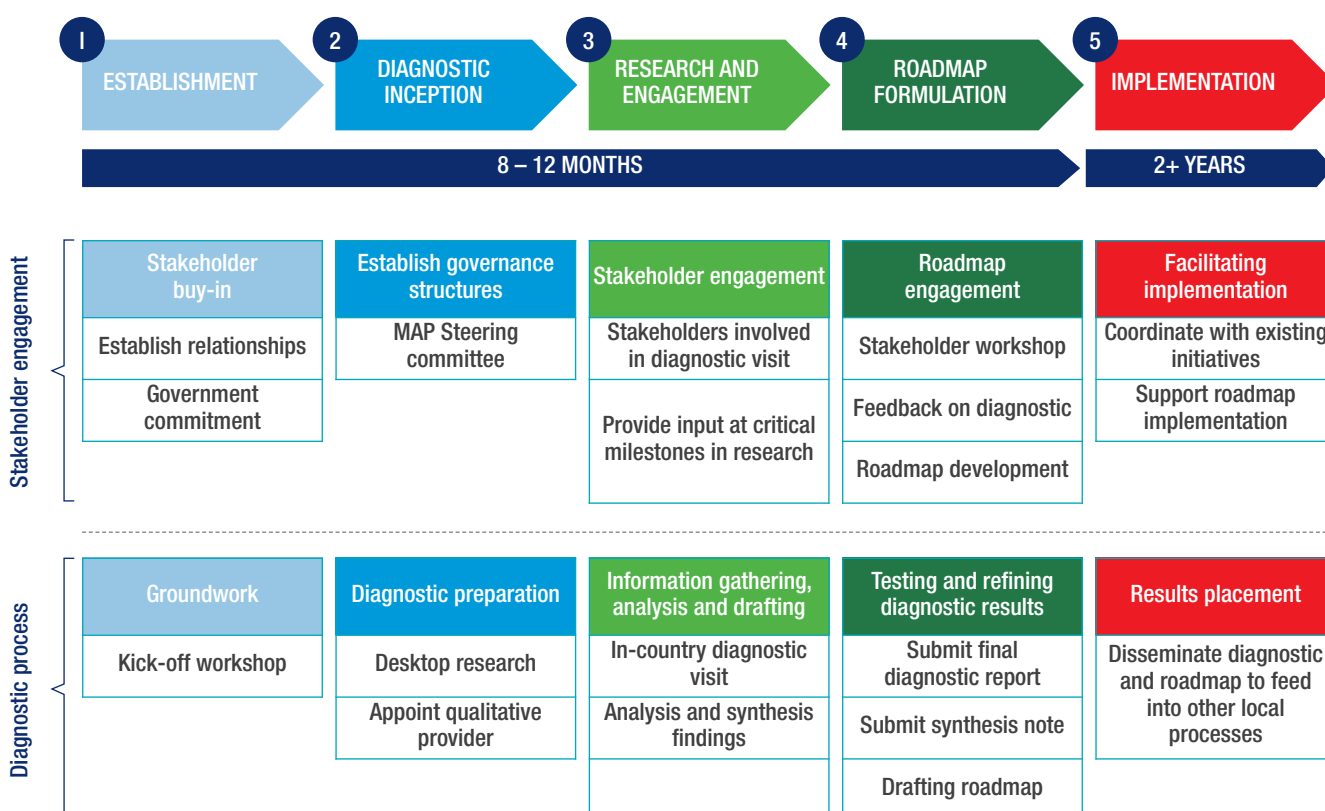 1
ESTABLISHMENT
2
DIAGNOSTIC
INCEPTION
3
RESEARCH AND
ENGAGEMENT
4
ROADMAP
FORMULATION
5
IMPLEMENTATION
8 – 12 MONTHS
2+ YEARS
Stakeholder engagement
Stakeholder
buy-in
Establish relationships
Government
commitment
Establish governance
structures
MAP Steering
committee
Stakeholder engagement
Stakeholders involved
in diagnostic visit
Provide input at critical
milestones in research
Roadmap
engagement
Stakeholder workshop
Feedback on diagnostic
Roadmap development
Facilitating
implementation
Coordinate with existing
initiatives
Support roadmap
implementation
Diagnostic process
Groundwork
Kick-off workshop
Diagnostic preparation
Desktop research
Appoint qualitative
provider
Information gathering,
analysis and drafting
In-country diagnostic
visit
Analysis and synthesis
findings
Testing and refining
diagnostic results
Submit final
diagnostic report
Submit synthesis note
Drafting roadmap
Results placement
Disseminate diagnostic
and roadmap to feed
into other local
processes